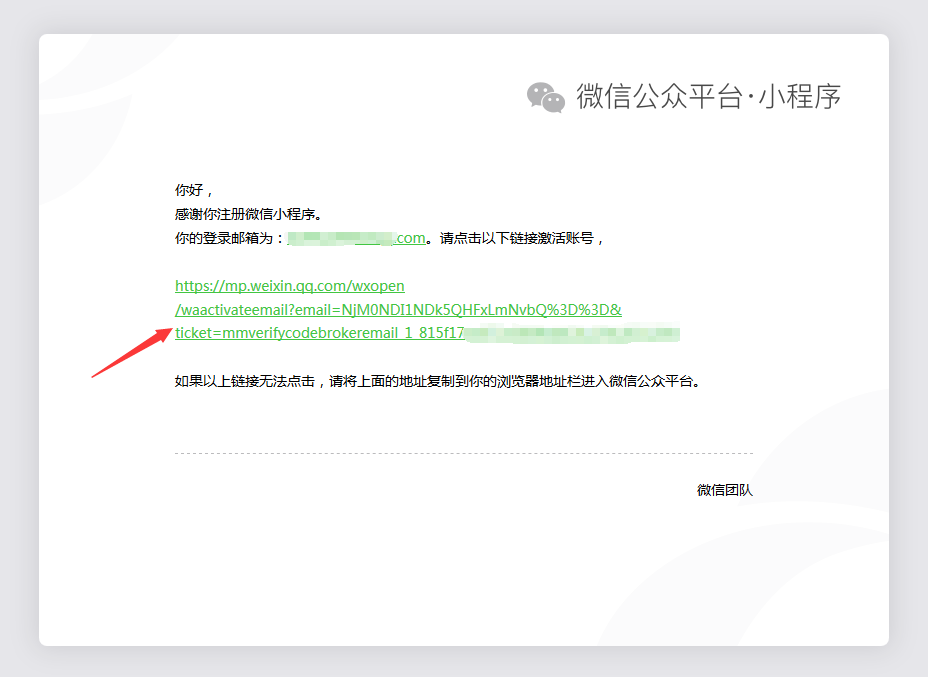 微信公众平台·小程序
你好，
感谢你注册微信小程序。
你的登录邮箱为：.com。请点击以下链接激活账号，
https://mp.weixin.qq.com/wxopen
/waactivateemail?email=NjM0NDI1NDk5QHFxLmNvbQ%3D%3D&
ticket=mmverifycodebrokeremail_1_815f17
如果以上链接无法点击，请将上面的地址复制到你的浏览器地址栏进入微信公众平台。
微信团队